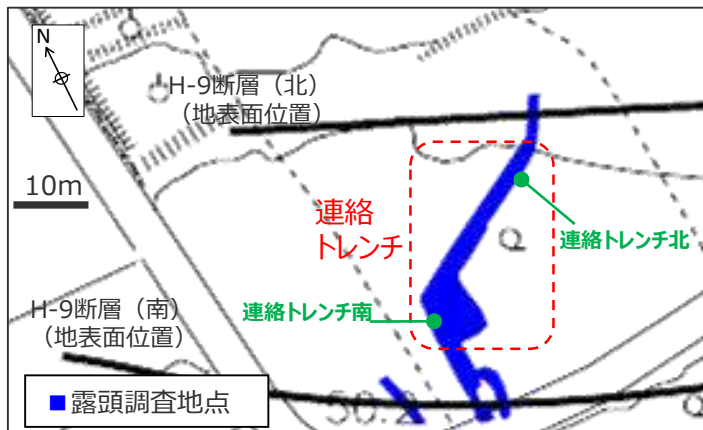 N
H-9断層（北）
（地表面位置）
10m
連絡
トレンチ
連絡トレンチ北
連絡トレンチ南
H-9断層（南）
（地表面位置）
■露頭調査地点